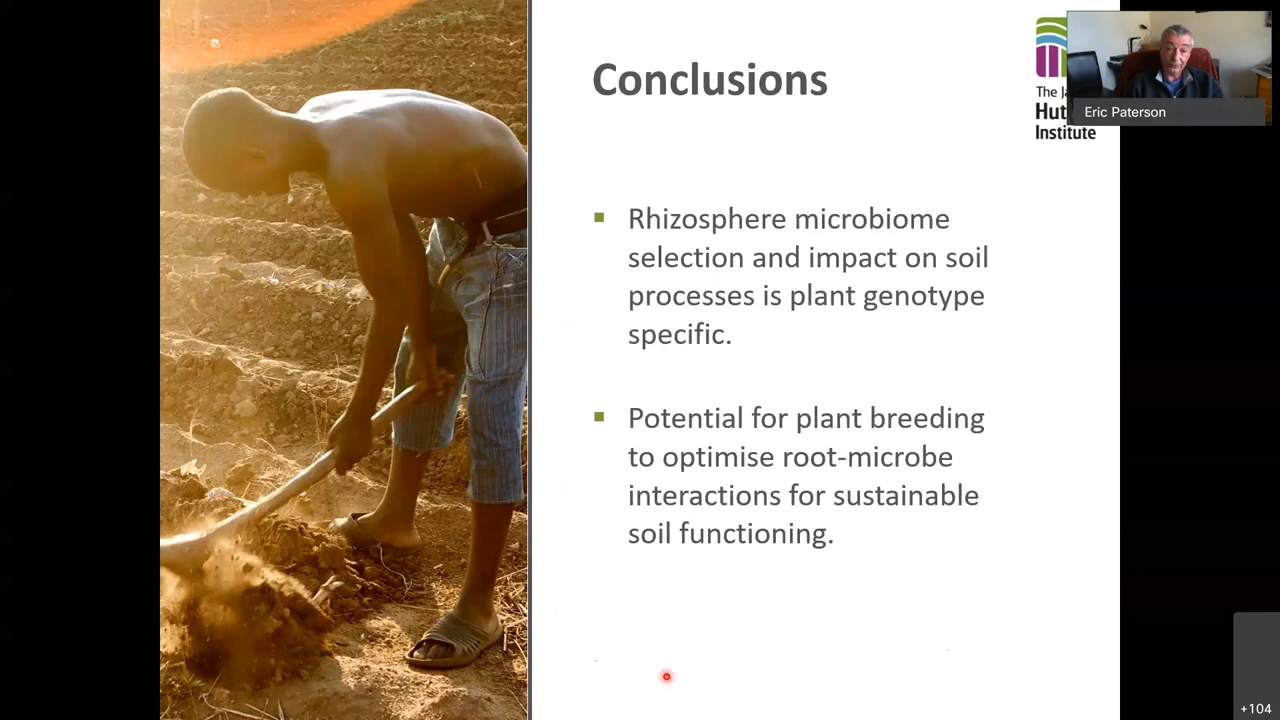 Conclusions
The Ja
Hut
Institute
Eric Paterson
Rhizosphere microbiome
selection and impact on soil
processes is plant genotype
specific.
Potential for plant breeding
to optimise root-microbe
interactions for sustainable
soil functioning.
+104